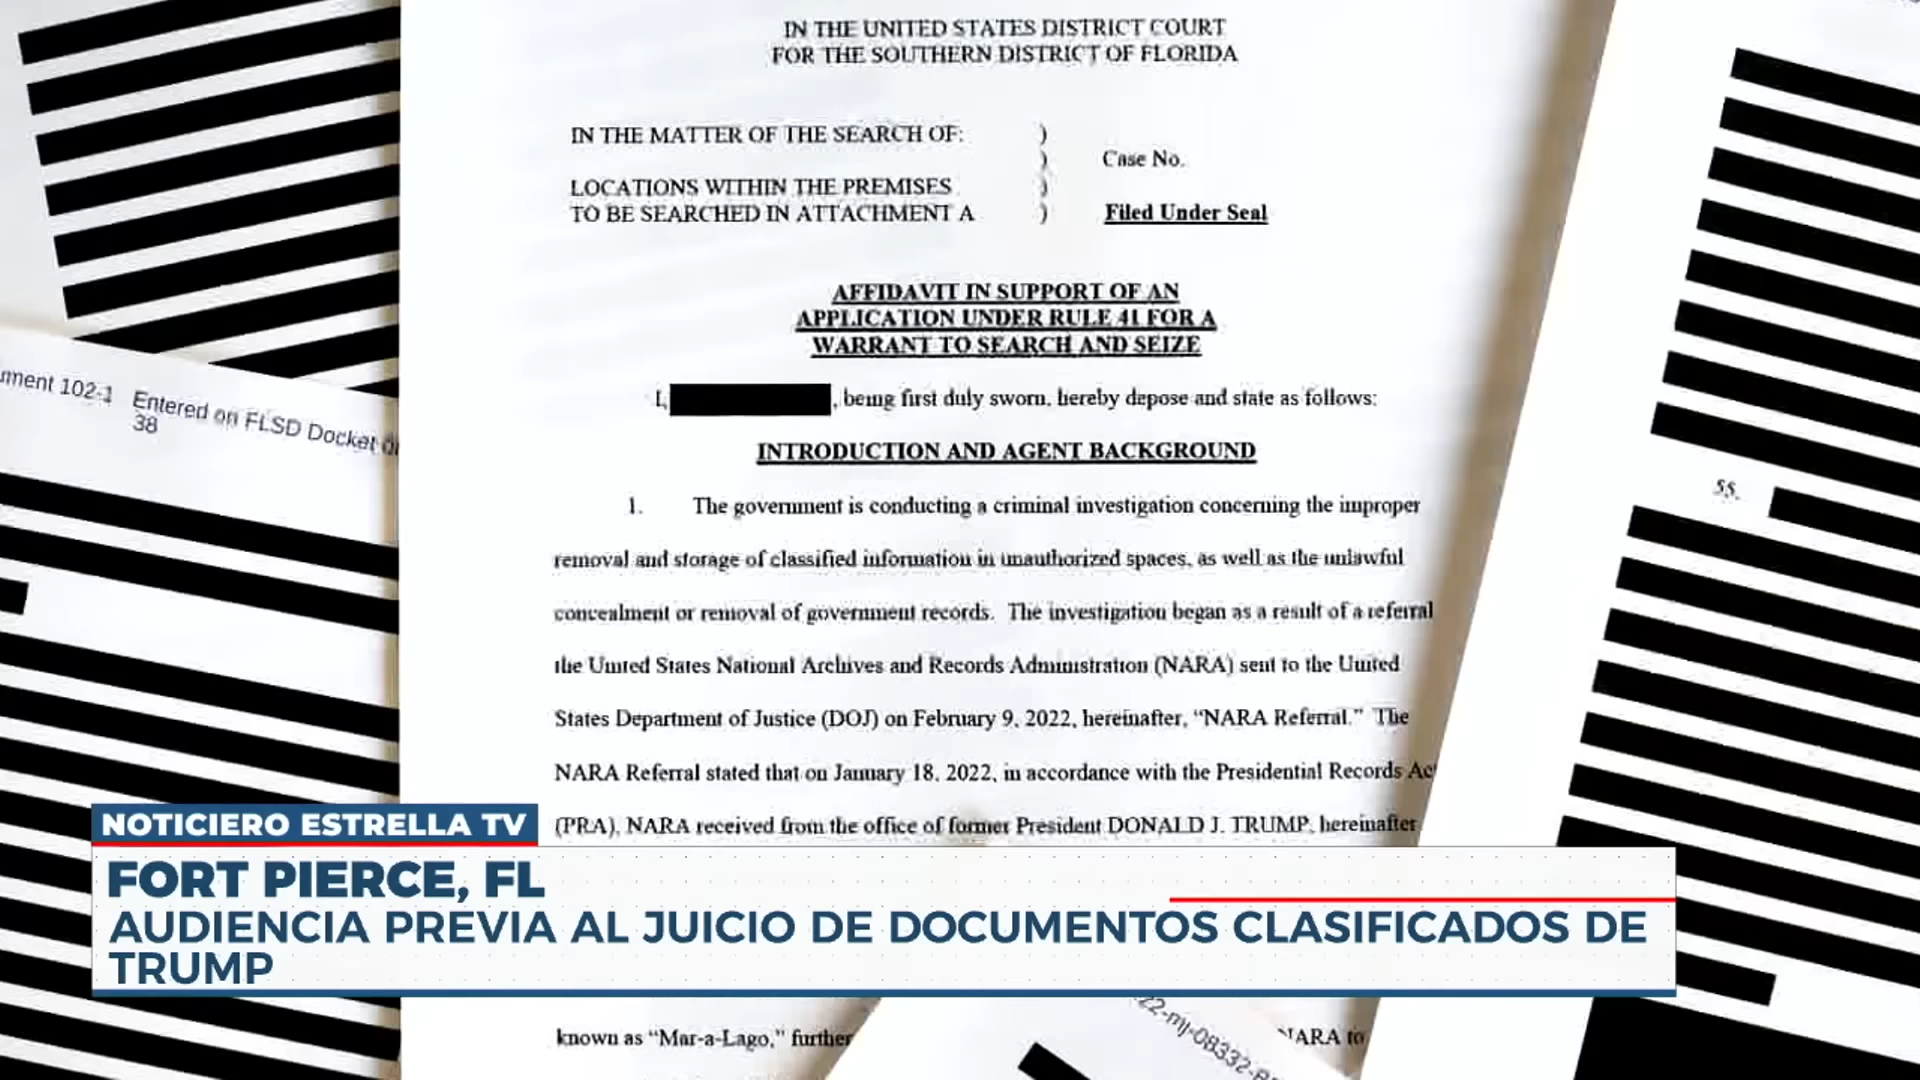 IN THE UNITED STATES DISTRICT COURT
FOR THE SOUTHERN DISTRICT OF FLORIDA
IN THE MATTER OF THE SEARCH OF: )
) Case No.
LOCATIONS WITHIN THE PREMISES )
TO BE SEARCHED IN ATTACHMENT A ) Filed Under Seal
AFFIDAVIT IN SUPPORT OF AN
APPLICATION UNDER RULE 41 FOR A
WARRANT TO SEARCH AND SEIZE
I, , being first duly sworn, hereby depose and state as follows:
INTRODUCTION AND AGENT BACKGROUND
1. The government is conducting a criminal investigation concerning the improper
removal and storage of classified information in unauthorized spaces, as well as the unlawful
concealment or removal of government records. The investigation began as a result of a referral
the United States National Archives and Records Administration (NARA) sent to the United
States Department of Justice (DOJ) on February 9, 2022, hereinafter, “NARA Referral.” The
NARA Referral stated that on January 18, 2022, in accordance with the Presidential Records Act
(PRA), NARA received from the office of former President DONALD J. TRUMP, hereinafter
known as “Mar-a-Lago,” further NARA to
102-1 Entered on FLSD Docket
38
55.
22-mj-08332-B
NOTICIERO ESTRELLA TV
FORT PIERCE, FL
AUDIENCIA PREVIA AL JUICIO DE DOCUMENTOS CLASIFICADOS DE
TRUMP